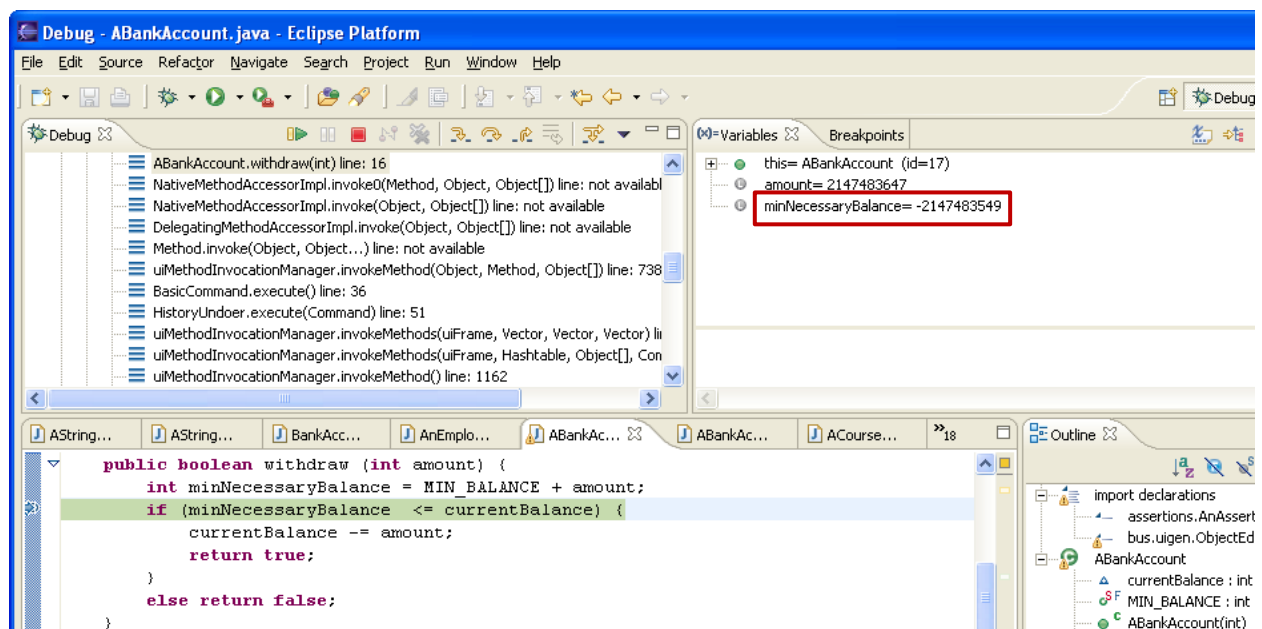 Debug - ABankAccount.java - Eclipse Platform
File Edit Source Refactor Navigate Search Project Run Window Help
Debug
Debug
(x)=Variables
Breakpoints
ABankAccount.withdraw(int) line: 16
NativeMethodAccessorImpl.invoke0(Method, Object, Object[]) line: not availabl
NativeMethodAccessorImpl.invoke(Object, Object[]) line: not available
DelegatingMethodAccessorImpl.invoke(Object, Object[]) line: not available
Method.invoke(Object, Object...) line: not available
uiMethodInvocationManager.invokeMethod(Object, Method, Object[]) line: 738
BasicCommand.execute() line: 36
HistoryUndoer.execute(Command) line: 51
uiMethodInvocationManager.invokeMethods(uiFrame, Vector, Vector, Vector) li
uiMethodInvocationManager.invokeMethods(uiFrame, Hashtable, Object[], Con
uiMethodInvocationManager.invokeMethod() line: 1162
this= ABankAccount (id=17)
amount= 2147483647
minNecessaryBalance= -2147483549
AString...
AString...
BankAcc...
AnEmplo...
ABankAc...
ABankAc...
ACourse...
»18
public boolean withdraw (int amount) {
int minNecessaryBalance = MIN_BALANCE + amount;
if (minNecessaryBalance <= currentBalance) {
currentBalance -= amount;
return true;
}
else return false;
}
Outline
import declarations
assertions.AnAssert
bus.uigen.ObjectEd
ABankAccount
currentBalance : int
MIN_BALANCE : int
ABankAccount(int)